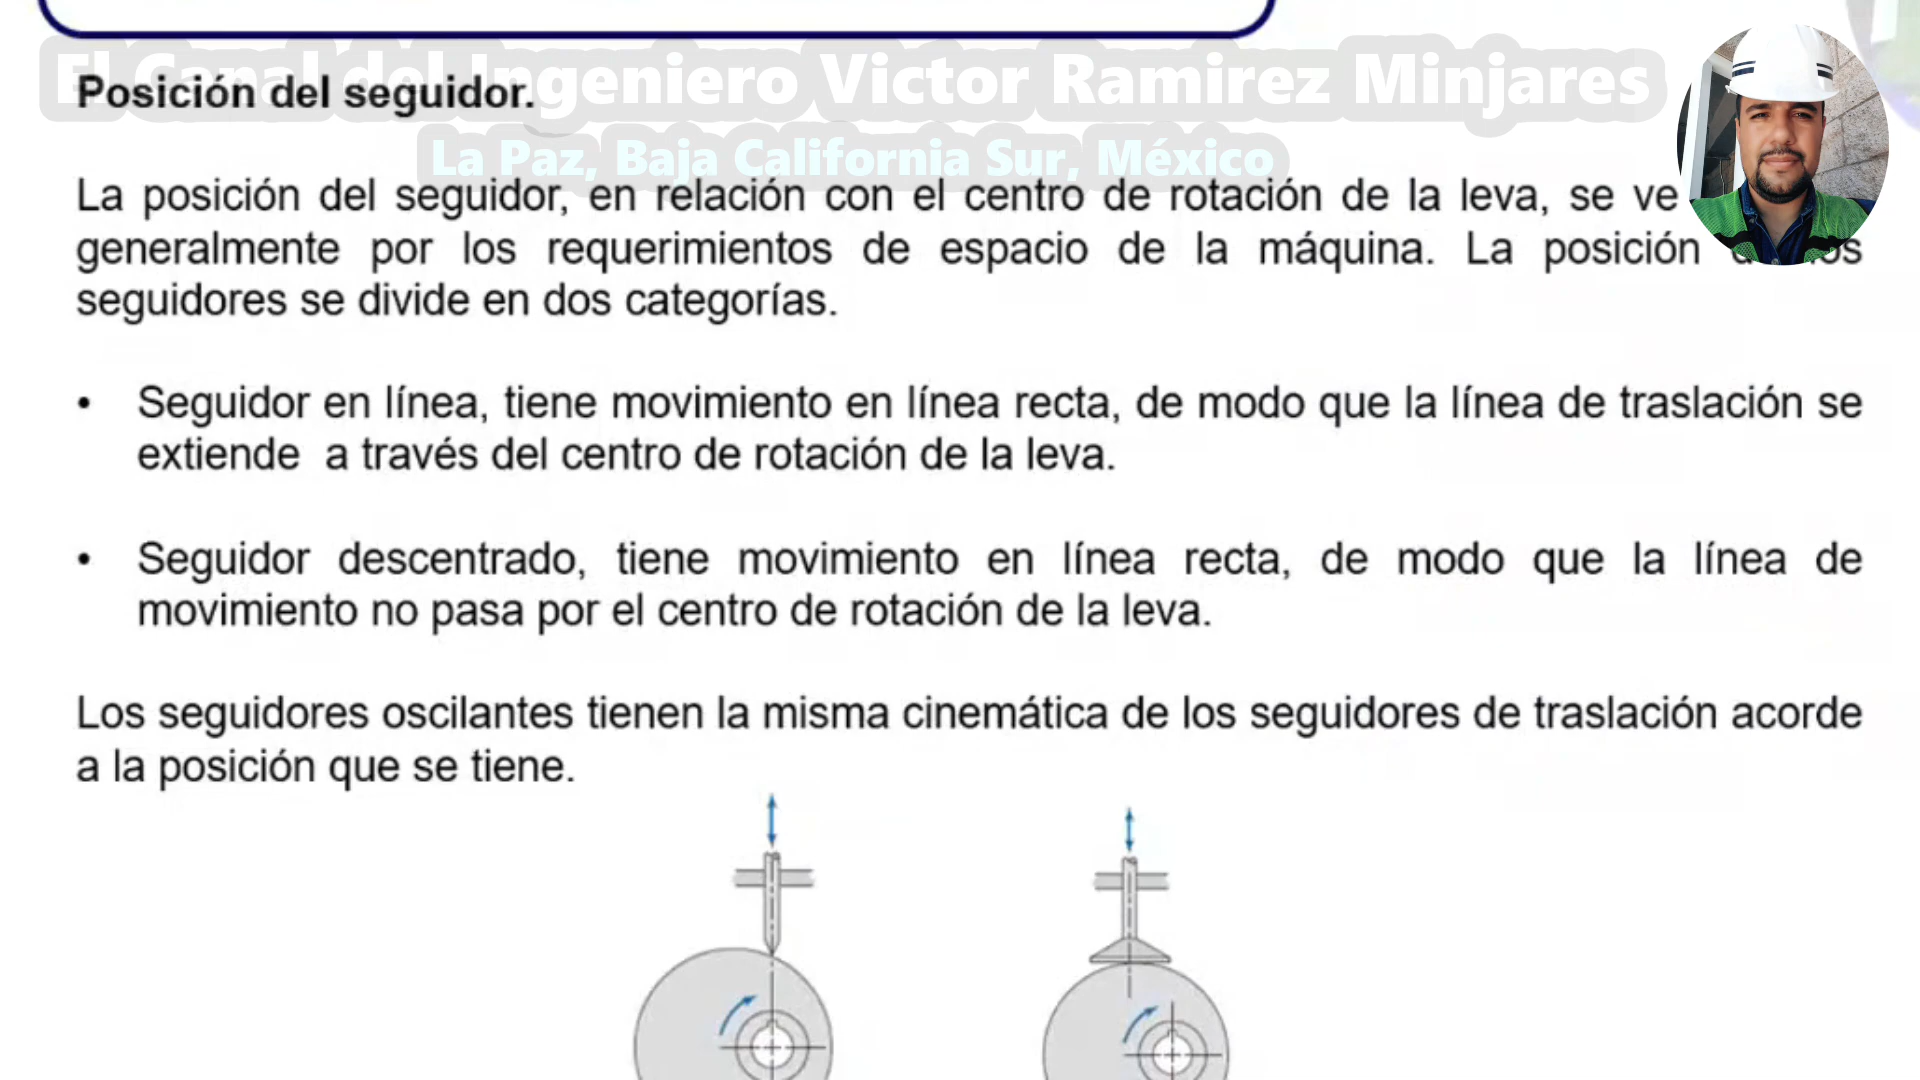 El Canal del Ingeniero Victor Ramirez Minjares
Posición del seguidor.
La Paz, Baja California Sur, México
La posición del seguidor, en relación con el centro de rotación de la leva, se ve
generalmente por los requerimientos de espacio de la máquina. La posición
seguidores se divide en dos categorías.
• Seguidor en línea, tiene movimiento en línea recta, de modo que la línea de traslación se
extiende a través del centro de rotación de la leva.
• Seguidor descentrado, tiene movimiento en línea recta, de modo que la línea de
movimiento no pasa por el centro de rotación de la leva.
Los seguidores oscilantes tienen la misma cinemática de los seguidores de traslación acorde
a la posición que se tiene.